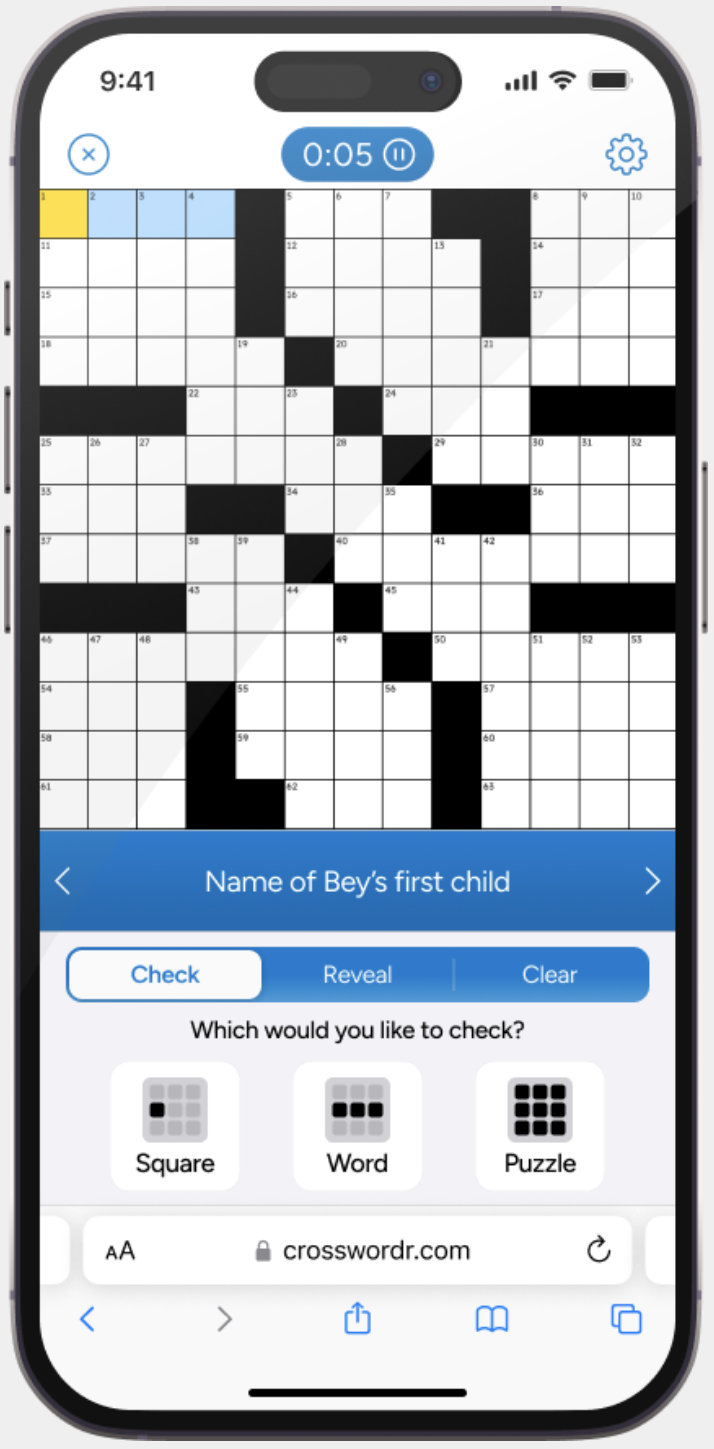 9:41
0:05
1 2 3 4 5 6 7 8 9 10
11 12 13 14
15 16 17
18 19 20 21
22 23 24
25 26 27 28 29 30 31 32
33 34 35 36
37 38 39 40 41 42
43 44 45
46 47 48 49 50 51 52 53
54 55 56 57
58 59 60
61 62 63
Name of Bey's first child
Check Reveal Clear
Which would you like to check?
Square Word Puzzle
AA crosswordr.com